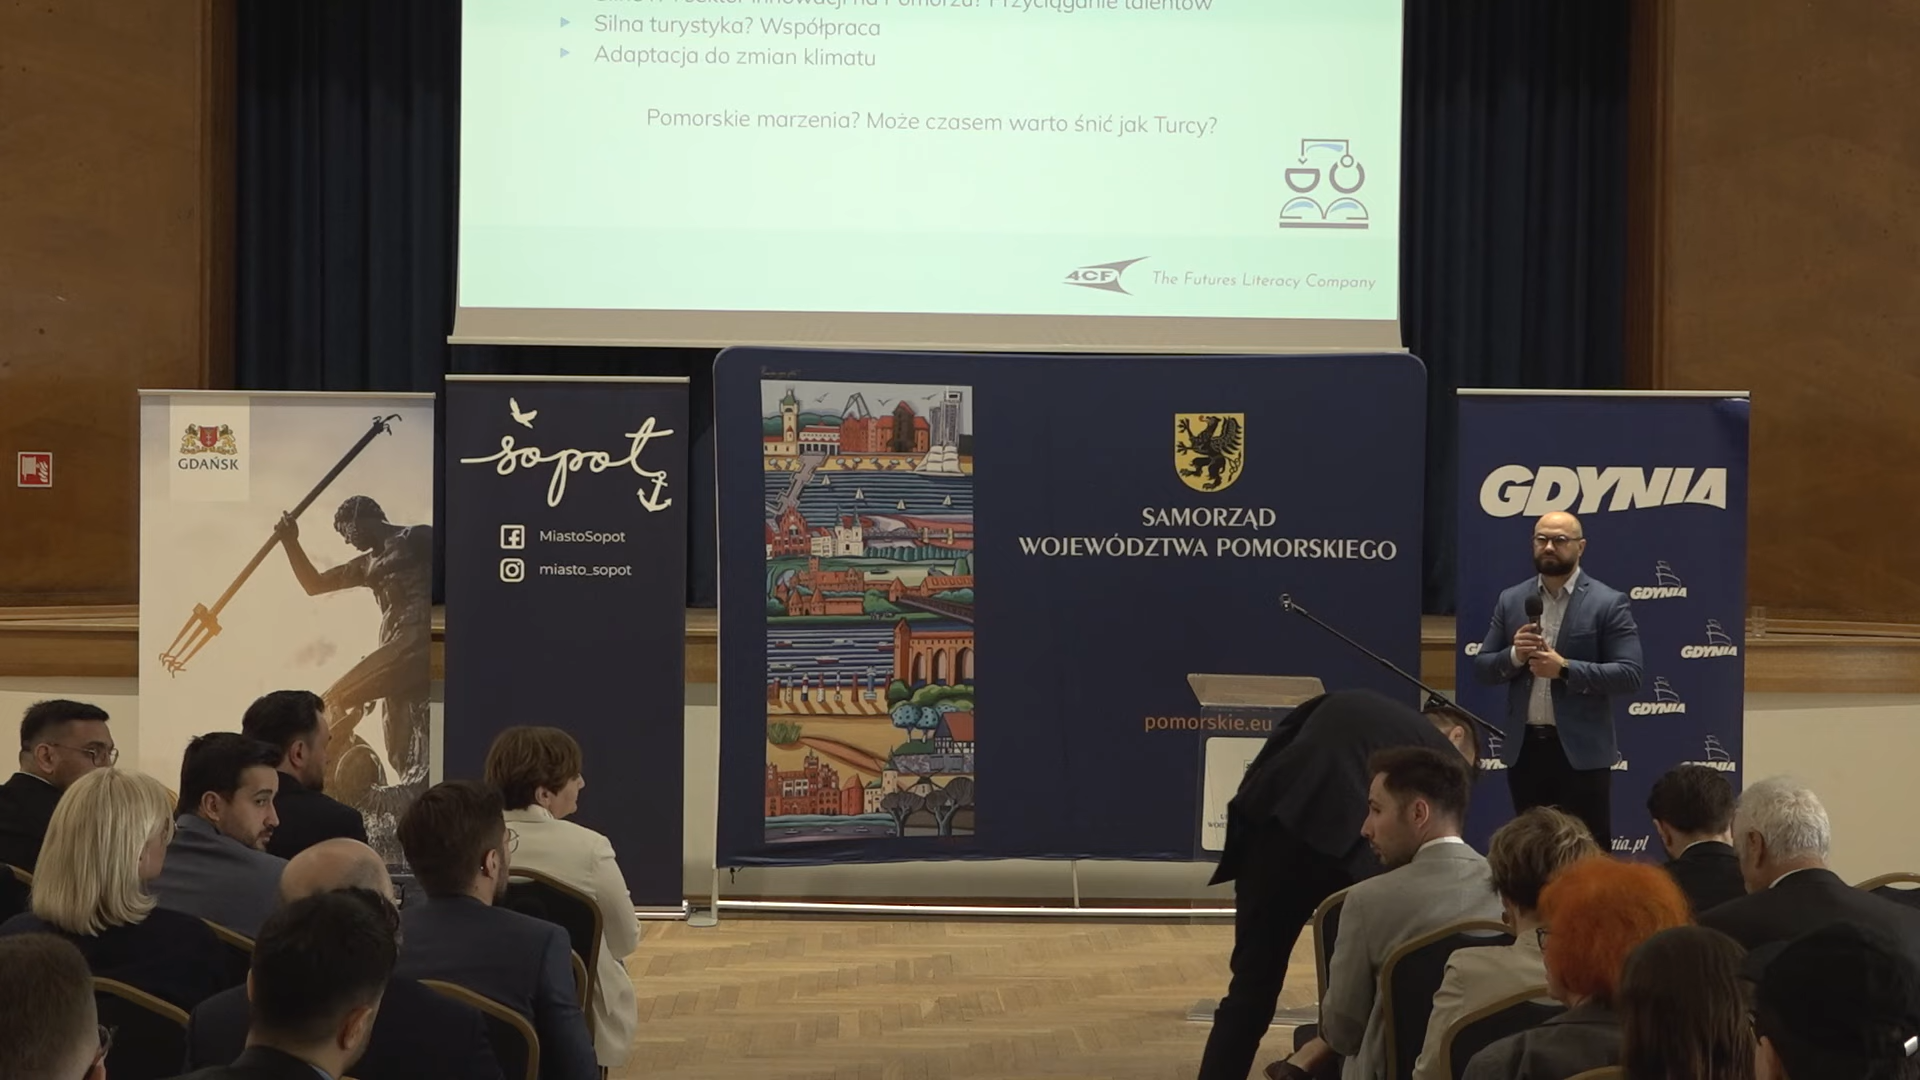 Silna turystyka? Współpraca
Adaptacja do zmian klimatu
Pomorskie marzenia? Może czasem warto śnić jak Turcy?
4CF The Futures Literacy Company
GDAŃSK
sopot
MiastoSopot
miasto_sopot
SAMORZĄD
WOJEWÓDZTWA POMORSKIEGO
pomorskie.eu
GDYNIA
GDYNIA
GDYNIA
GDYNIA